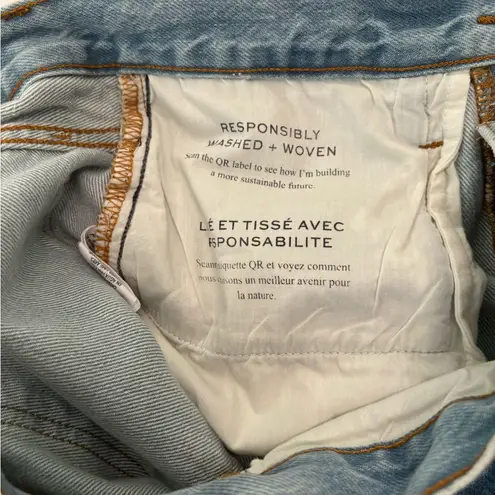 RESPONSIBLY
WASHED + WOVEN
Scan the QR label to see how I'm building
a more sustainable future.
LÉ ET TISSÉ AVEC
SPONSABILITE
QR et voyez comment
un meilleur avenir pour
la nature.